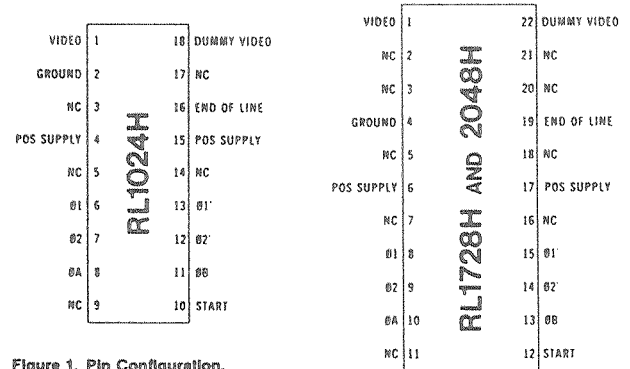 VIDEO 1 18 DUMMY VIDEO
GROUND 2 17 NC
NC 3 16 END OF LINE
POS SUPPLY 4 15 POS SUPPLY
NC 5 14 NC
Ø1 6 13 Ø1'
Ø2 7 12 Ø2'
ØA 8 11 ØB
NC 9 10 START
RL1024H
VIDEO 1 22 DUMMY VIDEO
NC 2 21 NC
NC 3 20 NC
GROUND 4 19 END OF LINE
NC 5 18 NC
POS SUPPLY 6 17 POS SUPPLY
NC 7 16 NC
Ø1 8 15 Ø1'
Ø2 9 14 Ø2'
ØA 10 13 ØB
NC 11 12 START
RL1728H AND 2048H
Figure 1. Pin Configuration.